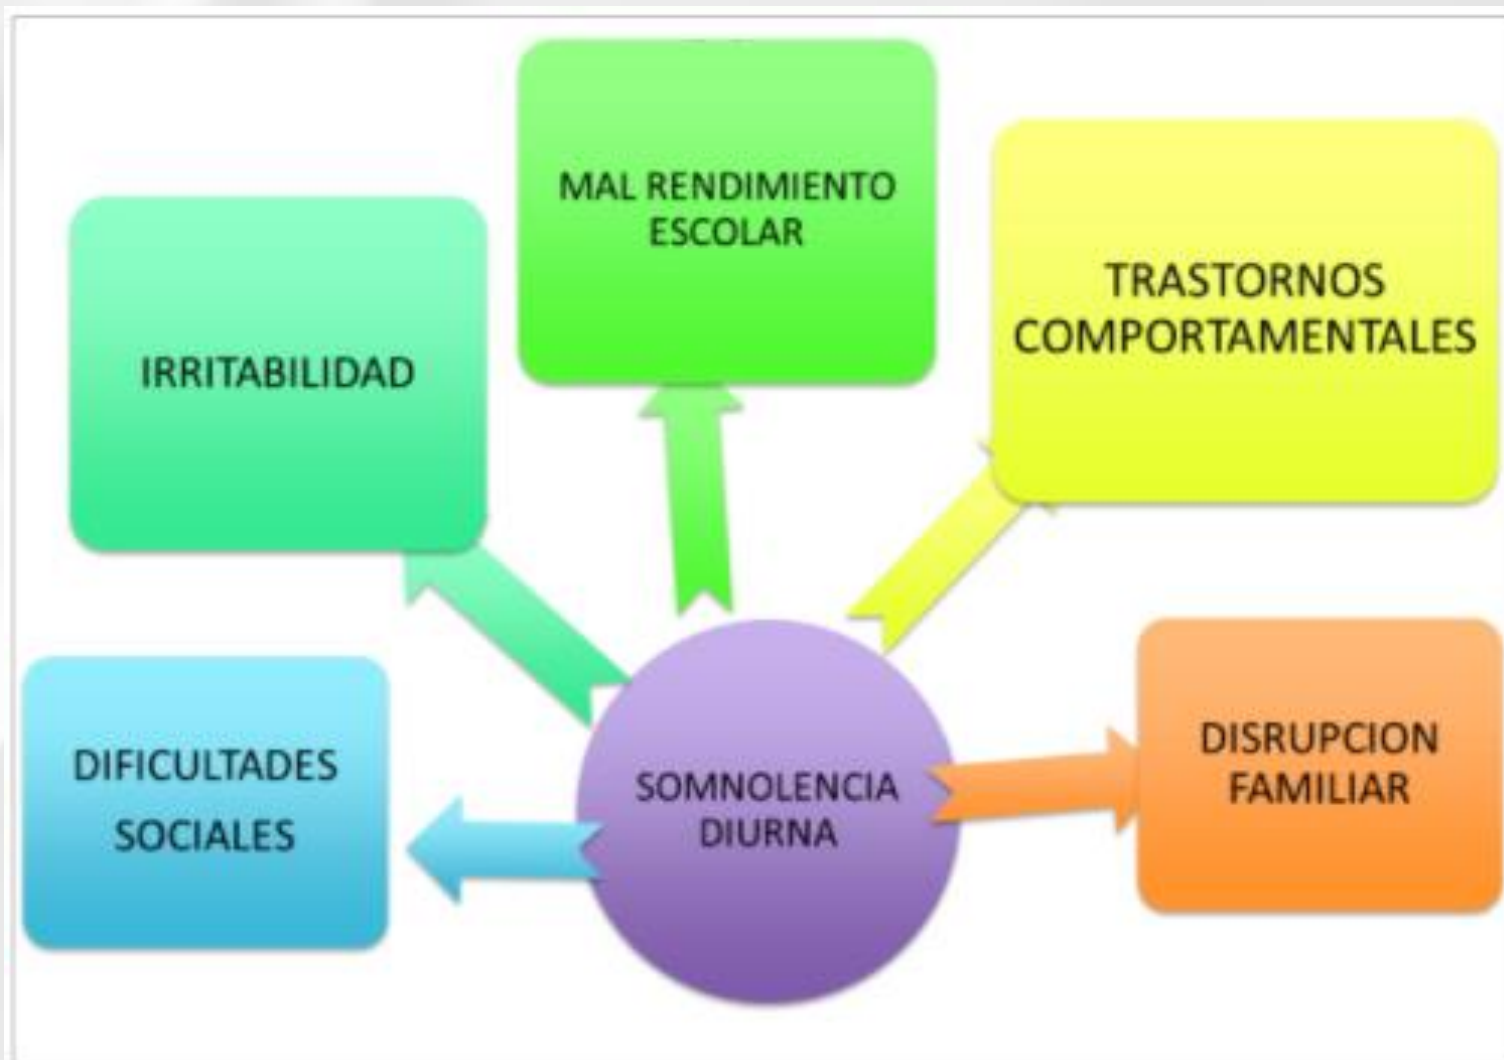 MAL RENDIMIENTO
ESCOLAR
TRASTORNOS
COMPORTAMENTALES
IRRITABILIDAD
DIFICULTADES
SOCIALES
SOMNOLENCIA
DIURNA
DISRUPCION
FAMILIAR